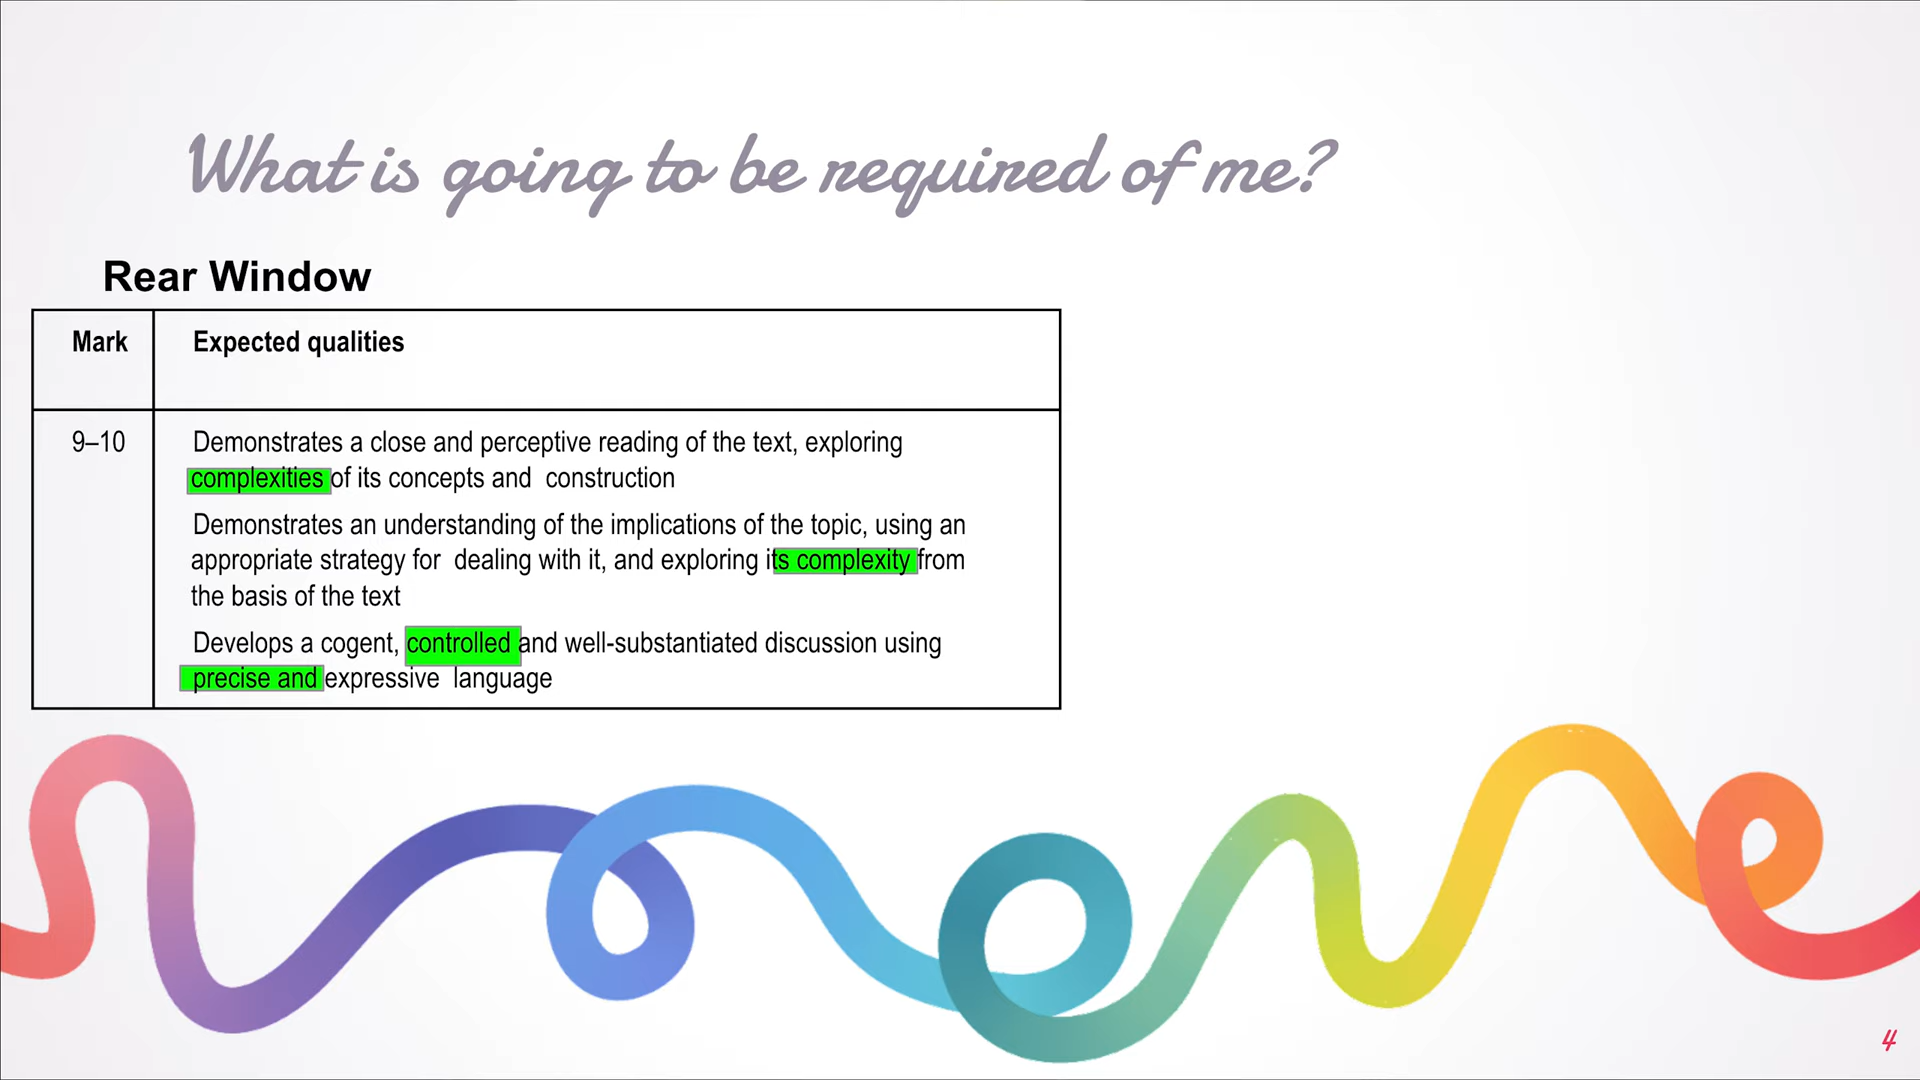 What is going to be required of me?
Rear Window
Mark
Expected qualities
9–10
Demonstrates a close and perceptive reading of the text, exploring
complexities of its concepts and construction
Demonstrates an understanding of the implications of the topic, using an
appropriate strategy for dealing with it, and exploring its complexity from
the basis of the text
Develops a cogent, controlled and well-substantiated discussion using
precise and expressive language
4